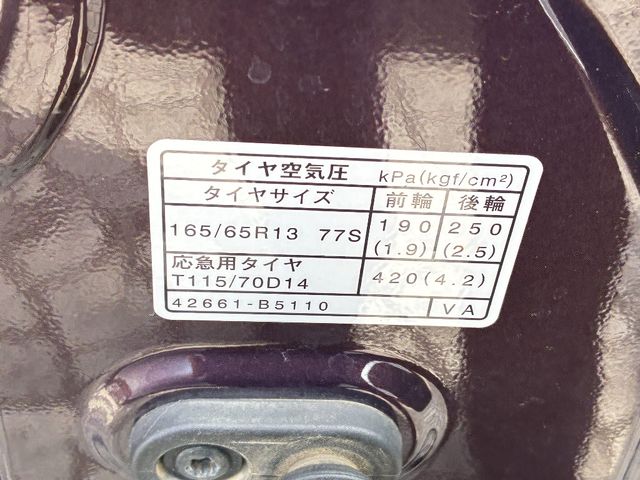 タイヤ空気圧 kPa(kgf/cm²)
タイヤサイズ 前輪 後輪
165/65R13 77S 190 250
(1.9) (2.5)
応急用タイヤ
T115/70D14 420(4.2)
42661-B5110 VA